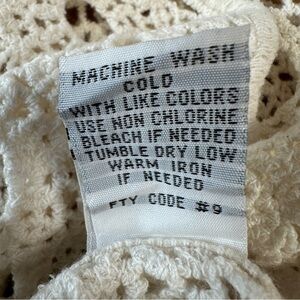 MACHINE WASH
COLD
WITH LIKE COLORS
USE NON CHLORINE
BLEACH IF NEEDED
TUMBLE DRY LOW
WARM IRON
IF NEEDED
FTY CODE #9